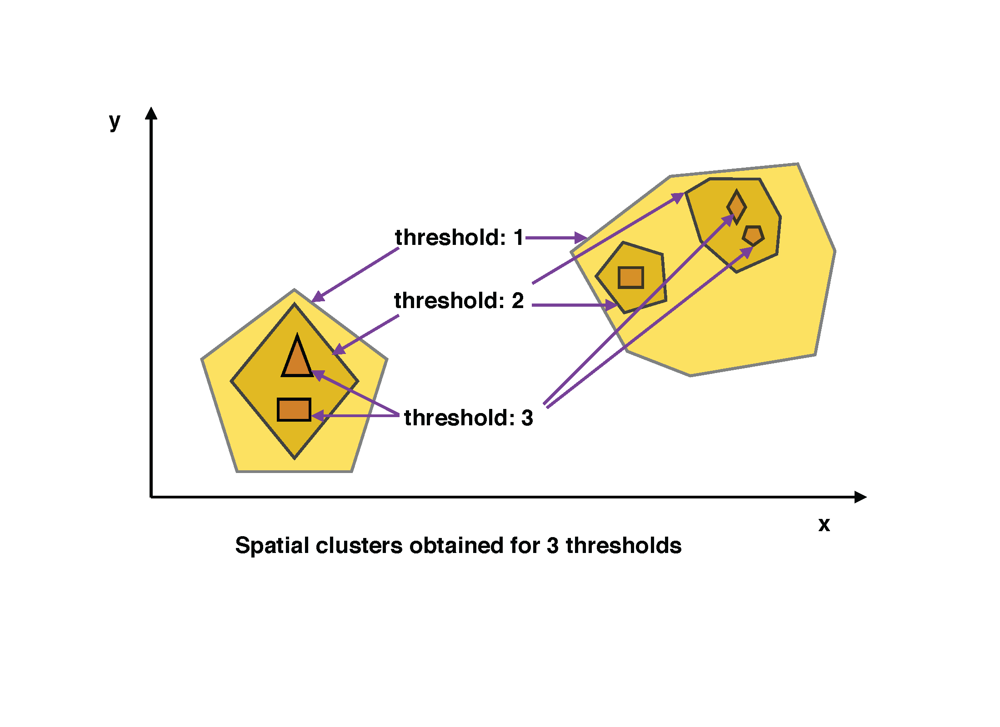 y
threshold: 1
threshold: 2
threshold: 3
x
Spatial clusters obtained for 3 thresholds